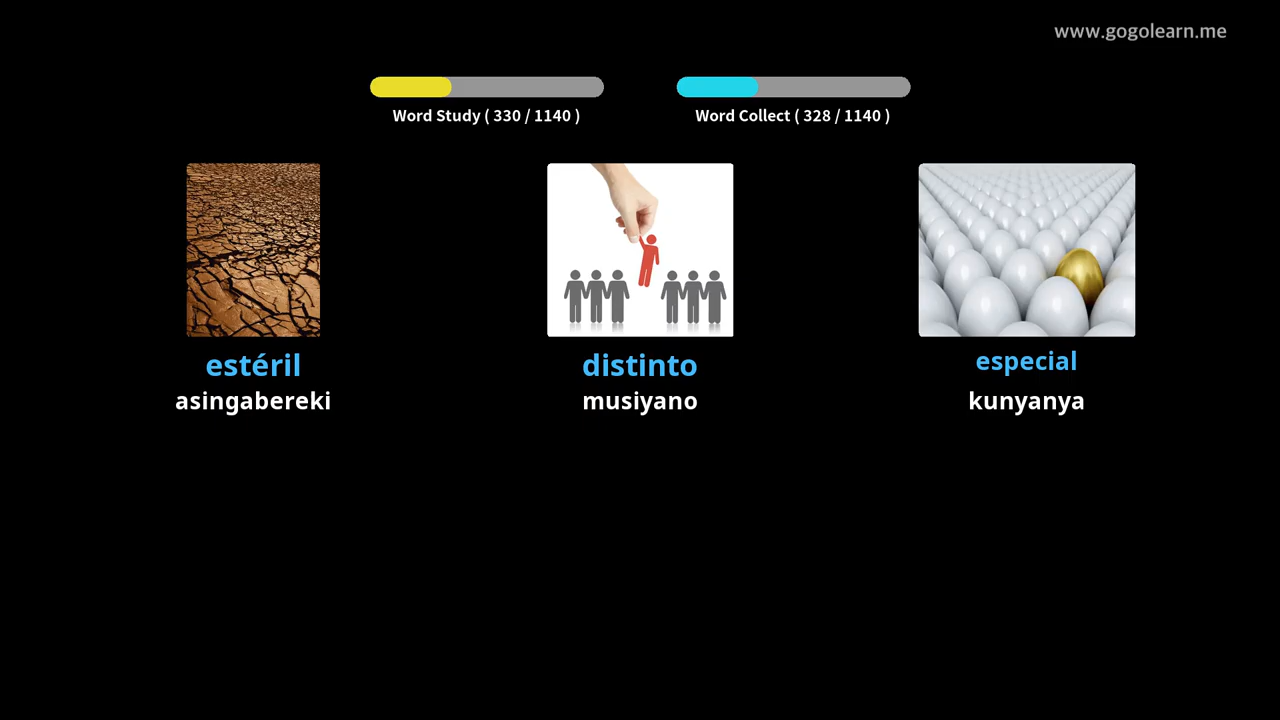 www.gogolearn.me
Word Study ( 330 / 1140 )
Word Collect ( 328 / 1140 )
estéril
distinto
especial
asingabereki
musiyano
kunyanya